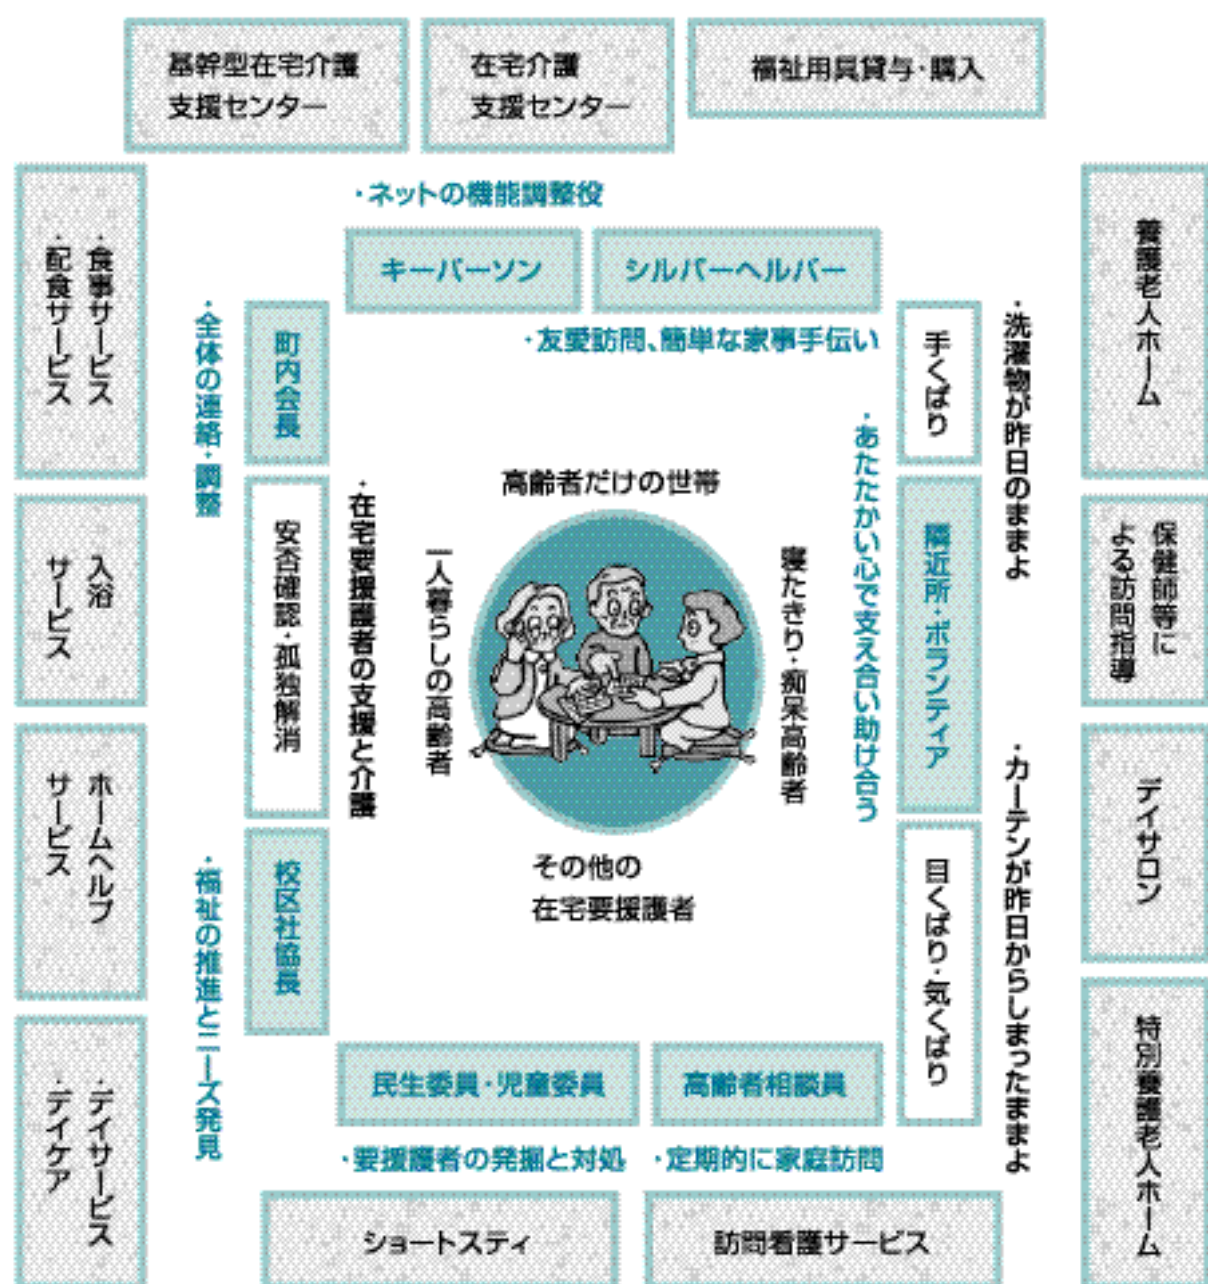 基幹型在宅介護
支援センター
在宅介護
支援センター
福祉用具貸与・購入
・食事サービス
・配食サービス
入浴
サービス
ホームヘルプ
サービス
・デイサービス
・デイケア
・ネットの機能調整役
キーパーソン
シルバーヘルパー
・友愛訪問、簡単な家事手伝い
・全体の連絡・調整
町内会長
安否確認・孤独解消
校区社協長
・福祉の推進とニーズ発見
・在宅要援護者の支援と介護
高齢者だけの世帯
一人暮らしの高齢者
寝たきり・痴呆高齢者
その他の
在宅要援護者
・あたたかい心で支え合い助け合う
手くばり
隣近所・ボランティア
目くばり・気くばり
・洗濯物が昨日のままよ
・カーテンが昨日からしまったままよ
養護老人ホーム
保健師等に
よる訪問指導
デイサロン
特別養護老人ホーム
民生委員・児童委員
高齢者相談員
・要援護者の発掘と対処
・定期的に家庭訪問
ショートスティ
訪問看護サービス